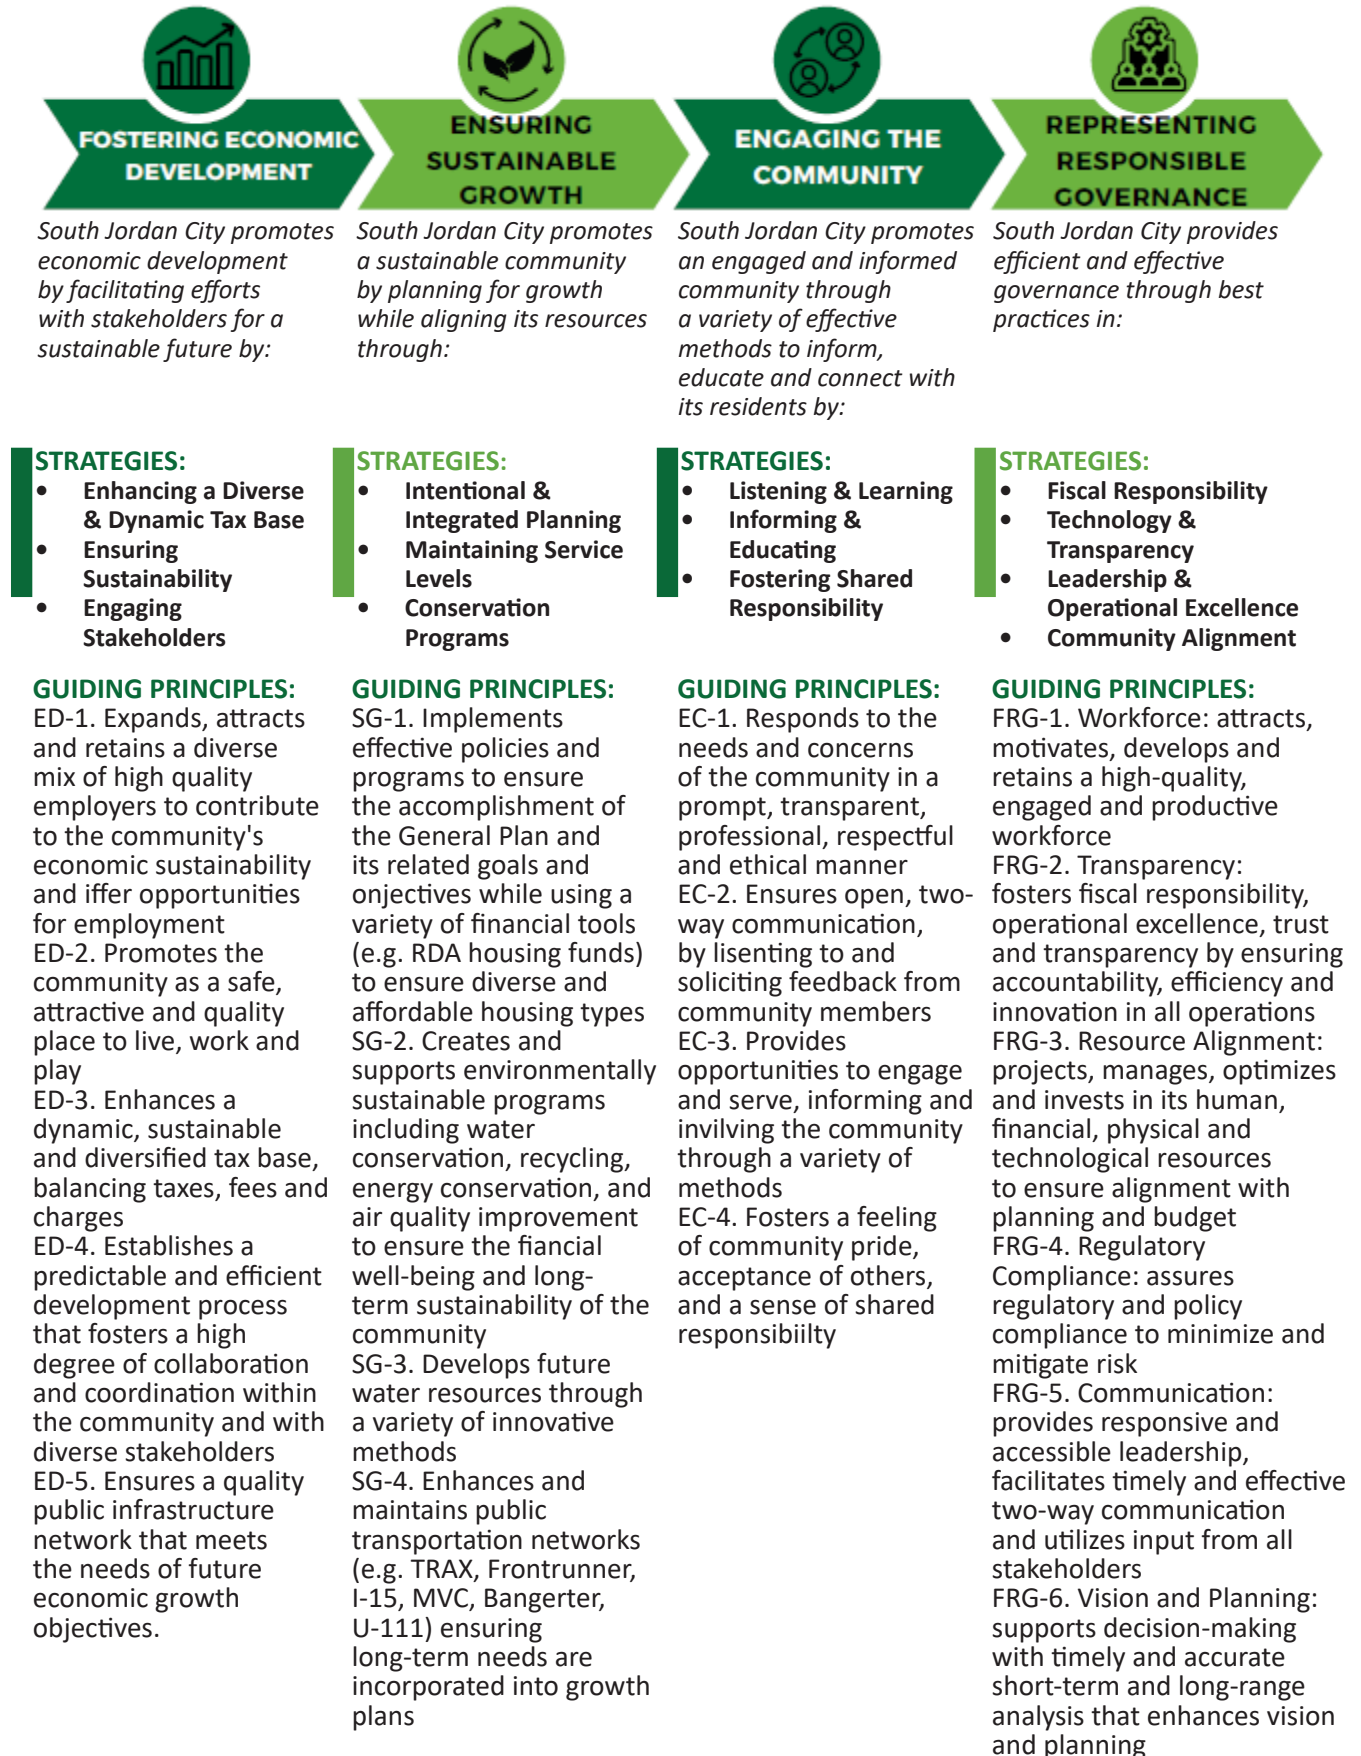 FOSTERING ECONOMIC
DEVELOPMENT
South Jordan City promotes
economic development
by facilitating efforts
with stakeholders for a
sustainable future by:
STRATEGIES:
• Enhancing a Diverse
& Dynamic Tax Base
• Ensuring
Sustainability
• Engaging
Stakeholders
GUIDING PRINCIPLES:
ED-1. Expands, attracts
and retains a diverse
mix of high quality
employers to contribute
to the community's
economic sustainability
and iffer opportunities
for employment
ED-2. Promotes the
community as a safe,
attractive and quality
place to live, work and
play
ED-3. Enhances a
dynamic, sustainable
and diversified tax base,
balancing taxes, fees and
charges
ED-4. Establishes a
predictable and efficient
development process
that fosters a high
degree of collaboration
and coordination within
the community and with
diverse stakeholders
ED-5. Ensures a quality
public infrastructure
network that meets
the needs of future
economic growth
objectives.
ENSURING
SUSTAINABLE
GROWTH
South Jordan City promotes
a sustainable community
by planning for growth
while aligning its resources
through:
STRATEGIES:
• Intentional &
Integrated Planning
• Maintaining Service
Levels
• Conservation
Programs
GUIDING PRINCIPLES:
SG-1. Implements
effective policies and
programs to ensure
the accomplishment of
the General Plan and
its related goals and
onjectives while using a
variety of financial tools
(e.g. RDA housing funds)
to ensure diverse and
affordable housing types
SG-2. Creates and
supports environmentally
sustainable programs
including water
conservation, recycling,
energy conservation, and
air quality improvement
to ensure the fiancial
well-being and long-
term sustainability of the
community
SG-3. Develops future
water resources through
a variety of innovative
methods
SG-4. Enhances and
maintains public
transportation networks
(e.g. TRAX, Frontrunner,
I-15, MVC, Bangerter,
U-111) ensuring
long-term needs are
incorporated into growth
plans
ENGAGING THE
COMMUNITY
South Jordan City promotes
an engaged and informed
community through
a variety of effective
methods to inform,
educate and connect with
its residents by:
STRATEGIES:
• Listening & Learning
• Informing &
Educating
• Fostering Shared
Responsibility
GUIDING PRINCIPLES:
EC-1. Responds to the
needs and concerns
of the community in a
prompt, transparent,
professional, respectful
and ethical manner
EC-2. Ensures open, two-
way communication,
by lisenting to and
soliciting feedback from
community members
EC-3. Provides
opportunities to engage
and serve, informing and
invilving the community
through a variety of
methods
EC-4. Fosters a feeling
of community pride,
acceptance of others,
and a sense of shared
responsibiilty
REPRESENTING
RESPONSIBLE
GOVERNANCE
South Jordan City provides
efficient and effective
governance through best
practices in:
STRATEGIES:
• Fiscal Responsibility
• Technology &
Transparency
• Leadership &
Operational Excellence
• Community Alignment
GUIDING PRINCIPLES:
FRG-1. Workforce: attracts,
motivates, develops and
retains a high-quality,
engaged and productive
workforce
FRG-2. Transparency:
fosters fiscal responsibility,
operational excellence, trust
and transparency by ensuring
accountability, efficiency and
innovation in all operations
FRG-3. Resource Alignment:
projects, manages, optimizes
and invests in its human,
financial, physical and
technological resources
to ensure alignment with
planning and budget
FRG-4. Regulatory
Compliance: assures
regulatory and policy
compliance to minimize and
mitigate risk
FRG-5. Communication:
provides responsive and
accessible leadership,
facilitates timely and effective
two-way communication
and utilizes input from all
stakeholders
FRG-6. Vision and Planning:
supports decision-making
with timely and accurate
short-term and long-range
analysis that enhances vision
and planning